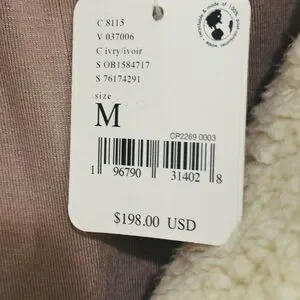 C 8115
V 037006
C ivry/ivoir
S OB1584717
S 76174291
size
M
CP2269 0003
1 96790 31402 8
$198.00 USD